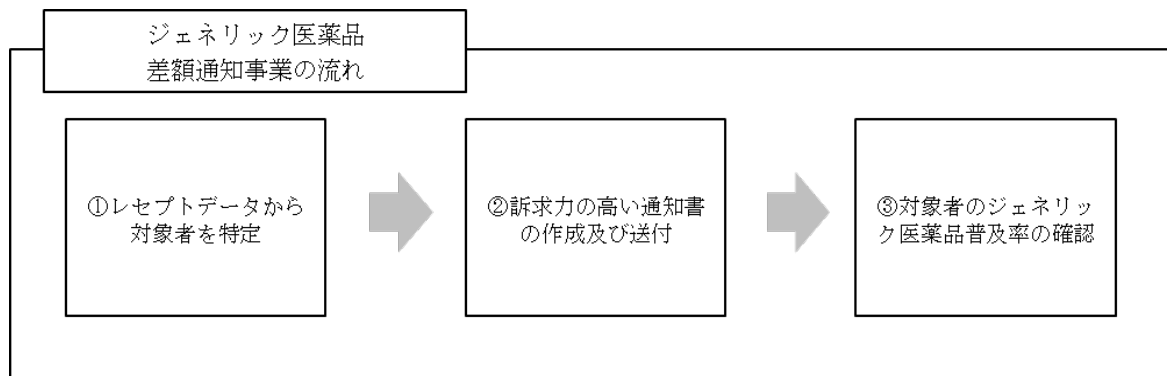 ジェネリック医薬品
差額通知事業の流れ
①レセプトデータから
対象者を特定
②訴求力の高い通知書
の作成及び送付
③対象者のジェネリッ
ク医薬品普及率の確認